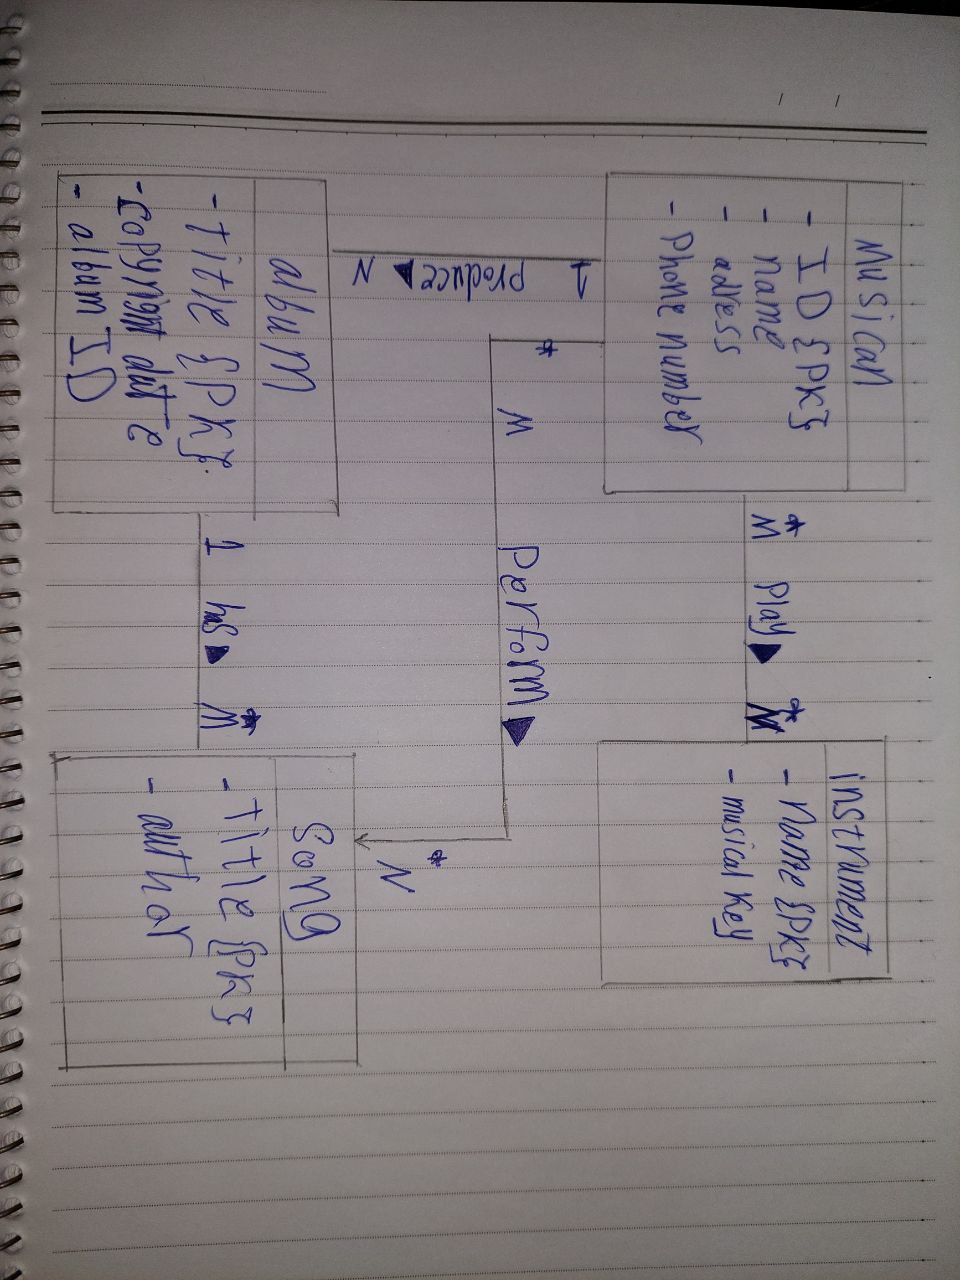 Musican
- ID {PK}
- name
- adress
- Phone number
* *
M Play M
instrument
- Name {PK}
- musical Key
1
produce
N
*
M Perform
*
N
album
- Title {PK}
- copyright date
- album ID
*
1 has M
Song
- Title {PK}
- author